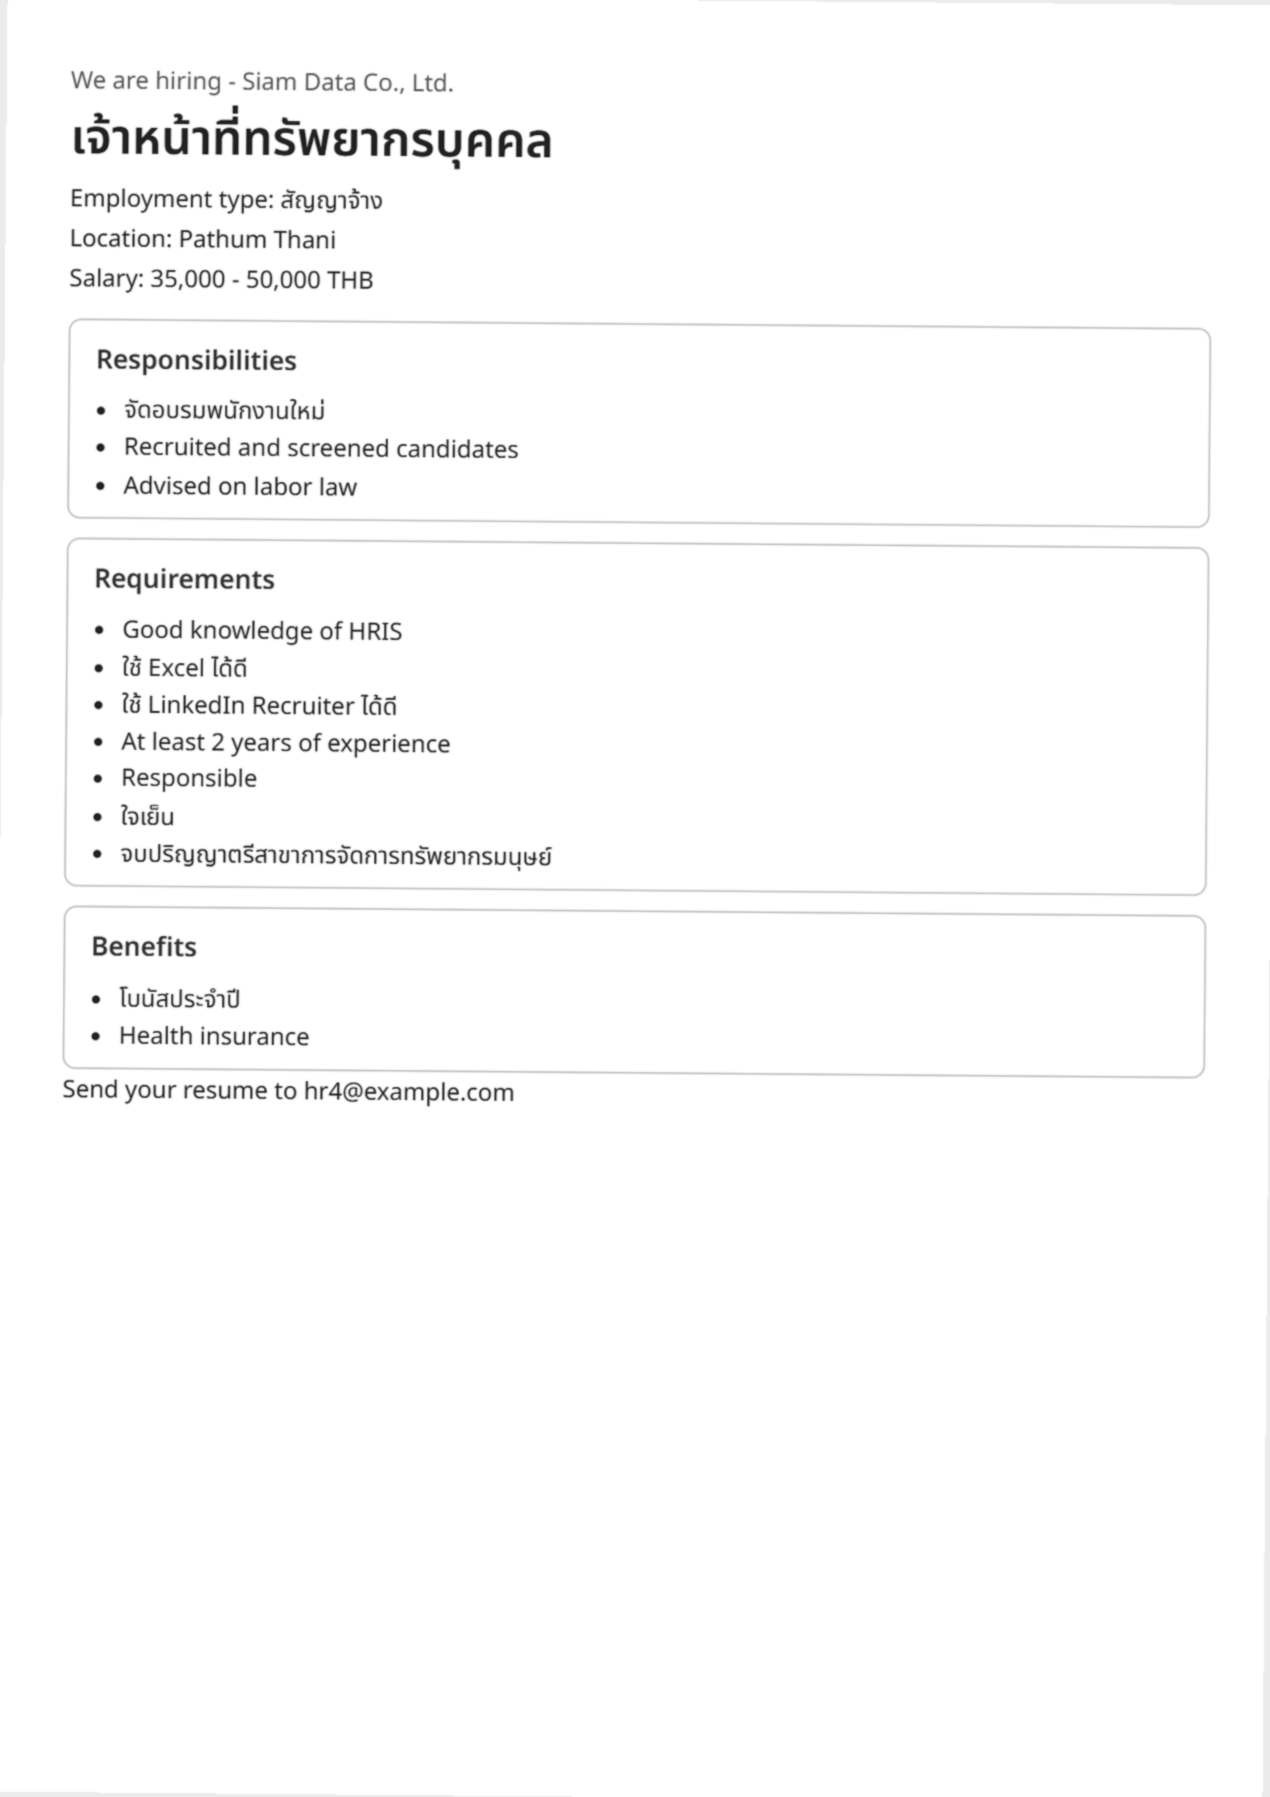 We are hiring - Siam Data Co., Ltd.
เจ้าหน้าที่ทรัพยากรบุคคล
Employment type: สัญญาจ้าง
Location: Pathum Thani
Salary: 35,000 - 50,000 THB
Responsibilities
• จัดอบรมพนักงานใหม่
• Recruited and screened candidates
• Advised on labor law
Requirements
• Good knowledge of HRIS
• ใช้ Excel ได้ดี
• ใช้ LinkedIn Recruiter ได้ดี
• At least 2 years of experience
• Responsible
• ใจเย็น
• จบปริญญาตรีสาขาการจัดการทรัพยากรมนุษย์
Benefits
• โบนัสประจำปี
• Health insurance
Send your resume to hr4@example.com